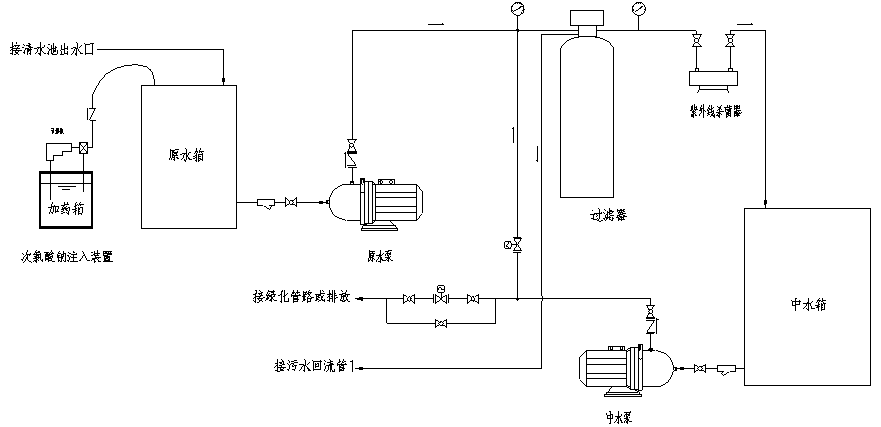 接清水池出水口
原水箱
加药箱
次氯酸钠注入装置
原水泵
过滤器
紫外线杀菌器
中水箱
接绿化管路或排放
接污水回流管1
中水泵